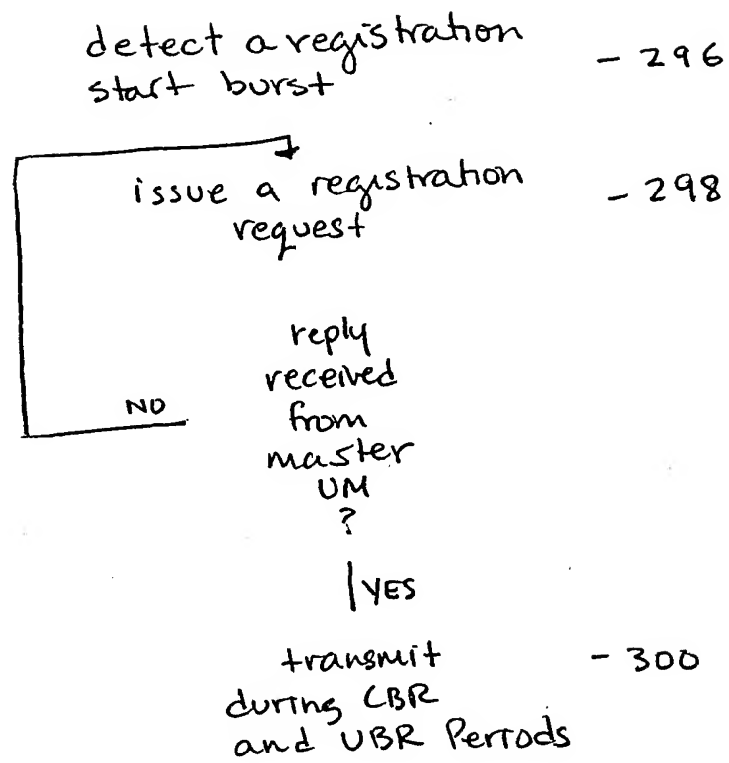 detect a registration
start burst - 296
issue a registration - 298
request
reply
received
NO from
master
UM
?
YES
transmit - 300
during CBR
and UBR Periods